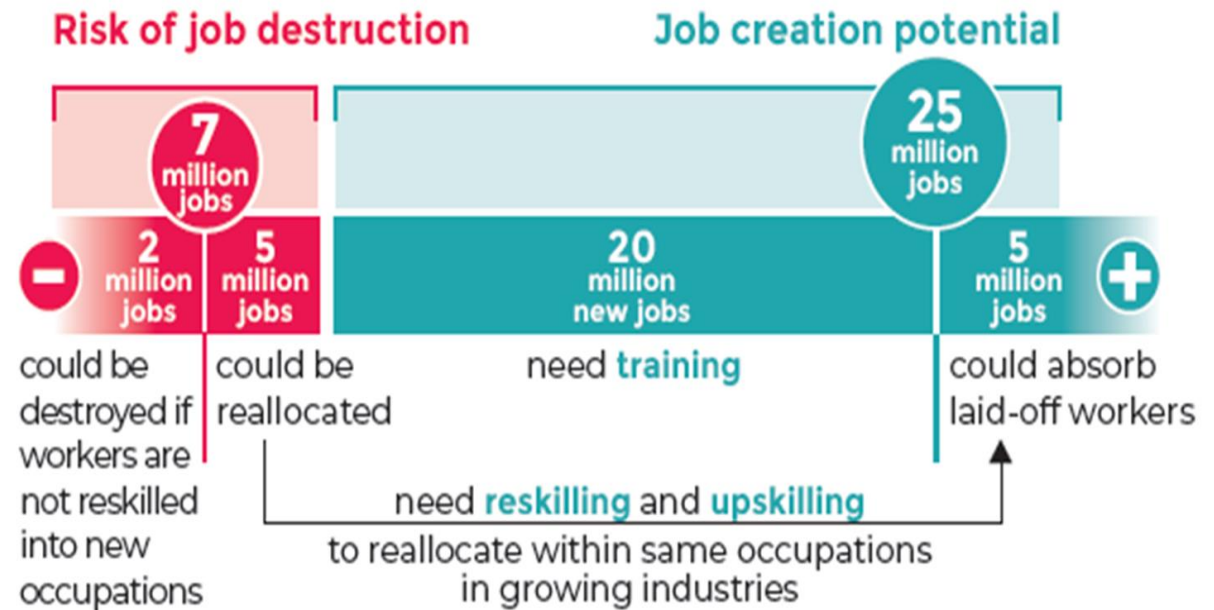 Risk of job destruction
Job creation potential
7
million
jobs
25
million
jobs
2
million
jobs
5
million
jobs
20
million
new jobs
5
million
jobs
could be
destroyed if
workers are
not reskilled
into new
occupations
could be
reallocated
need training
could absorb
laid-off workers
need reskilling and upskilling
to reallocate within same occupations
in growing industries